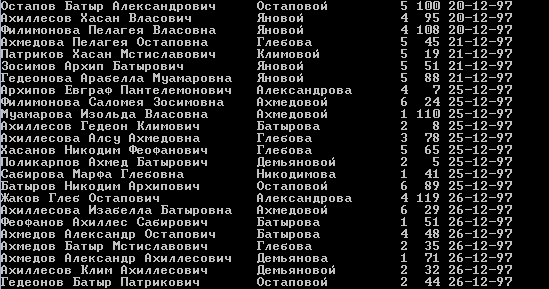 Остапов Батыр Александрович Остаповой 5 100 20-12-97
Ахиллесов Хасан Власович Яновой 4 95 20-12-97
Филимонова Пелагея Власовна Яновой 4 108 20-12-97
Ахмедова Пелагея Остаповна Глебова 5 45 21-12-97
Патриков Хасан Мстиславич Климовой 5 19 21-12-97
Зосимов Архип Батырович Яновой 5 51 21-12-97
Гедеонова Арабелла Муамаровна Яновой 5 88 21-12-97
Архипов Евграф Пантелемонович Александрова 4 7 25-12-97
Филимонова Саломея Зосимовна Ахмедовой 6 24 25-12-97
Муамарова Изольда Власовна Ахмедовой 1 110 25-12-97
Ахиллесов Гедеон Климович Батырова 2 8 25-12-97
Ахиллесова Алсу Ахмедовна Глебова 3 78 25-12-97
Хасанов Никодим Феофанович Глебова 5 65 25-12-97
Поликарпов Ахмед Батырович Демьяновой 2 5 25-12-97
Сабирова Марфа Глебовна Никодимова 1 41 25-12-97
Батыров Никодим Архипович Остаповой 6 89 25-12-97
Жаков Глеб Остапович Александрова 4 119 26-12-97
Ахиллесова Изабелла Батыровна Ахмедовой 6 29 26-12-97
Феофанов Ахиллес Сабирович Батырова 1 51 26-12-97
Ахмедов Александр Остапович Батырова 4 48 26-12-97
Ахмедов Батыр Мстиславич Глебова 2 35 26-12-97
Ахмедов Александр Ахиллесович Демьянова 1 71 26-12-97
Ахиллесов Клим Ахиллесович Демьяновой 2 32 26-12-97
Гедеонов Батыр Патрикович Остаповой 2 44 26-12-97